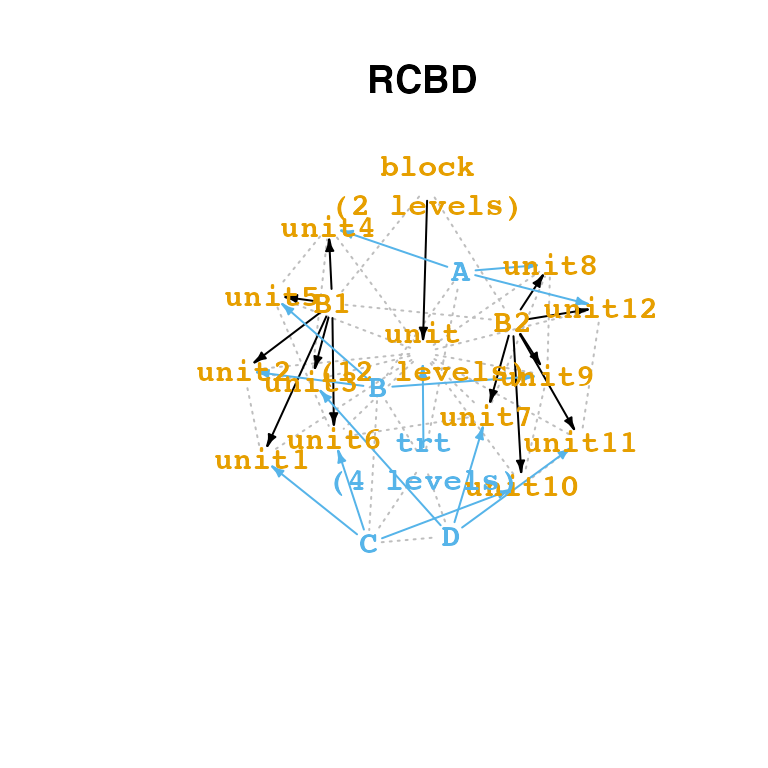 RCBD
block
(2 levels)
unit4
A
unit8
unit5
B1
unit12
B2
unit
unit2
(12 levels)
unit9
unit3
B
unit7
unit6
trt
unit11
unit1
(4 levels)
unit10
C
D